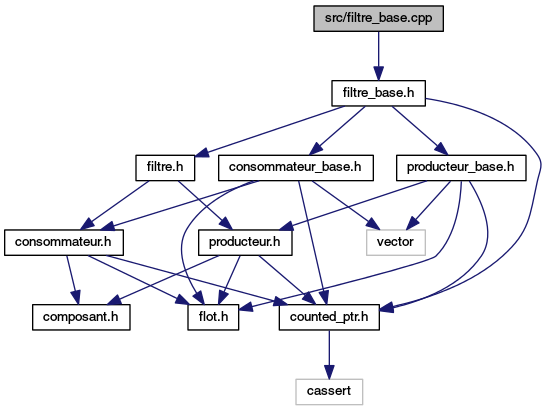 src/filtre_base.cpp
filtre_base.h
filtre.h
consommateur_base.h
producteur_base.h
consommateur.h
producteur.h
vector
composant.h
flot.h
counted_ptr.h
cassert